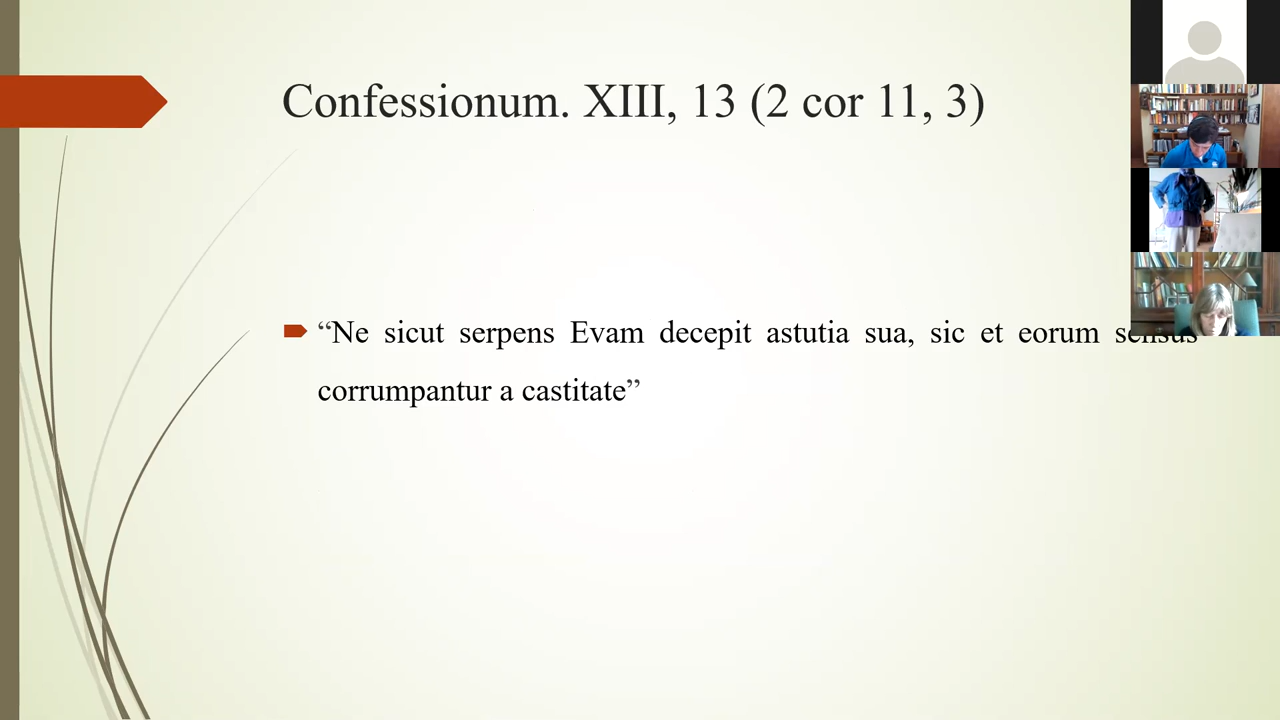 Confessionum. XIII, 13 (2 cor 11, 3)
“Ne sicut serpens Evam decepit astutia sua, sic et eorum sensus
corrumpantur a castitate”